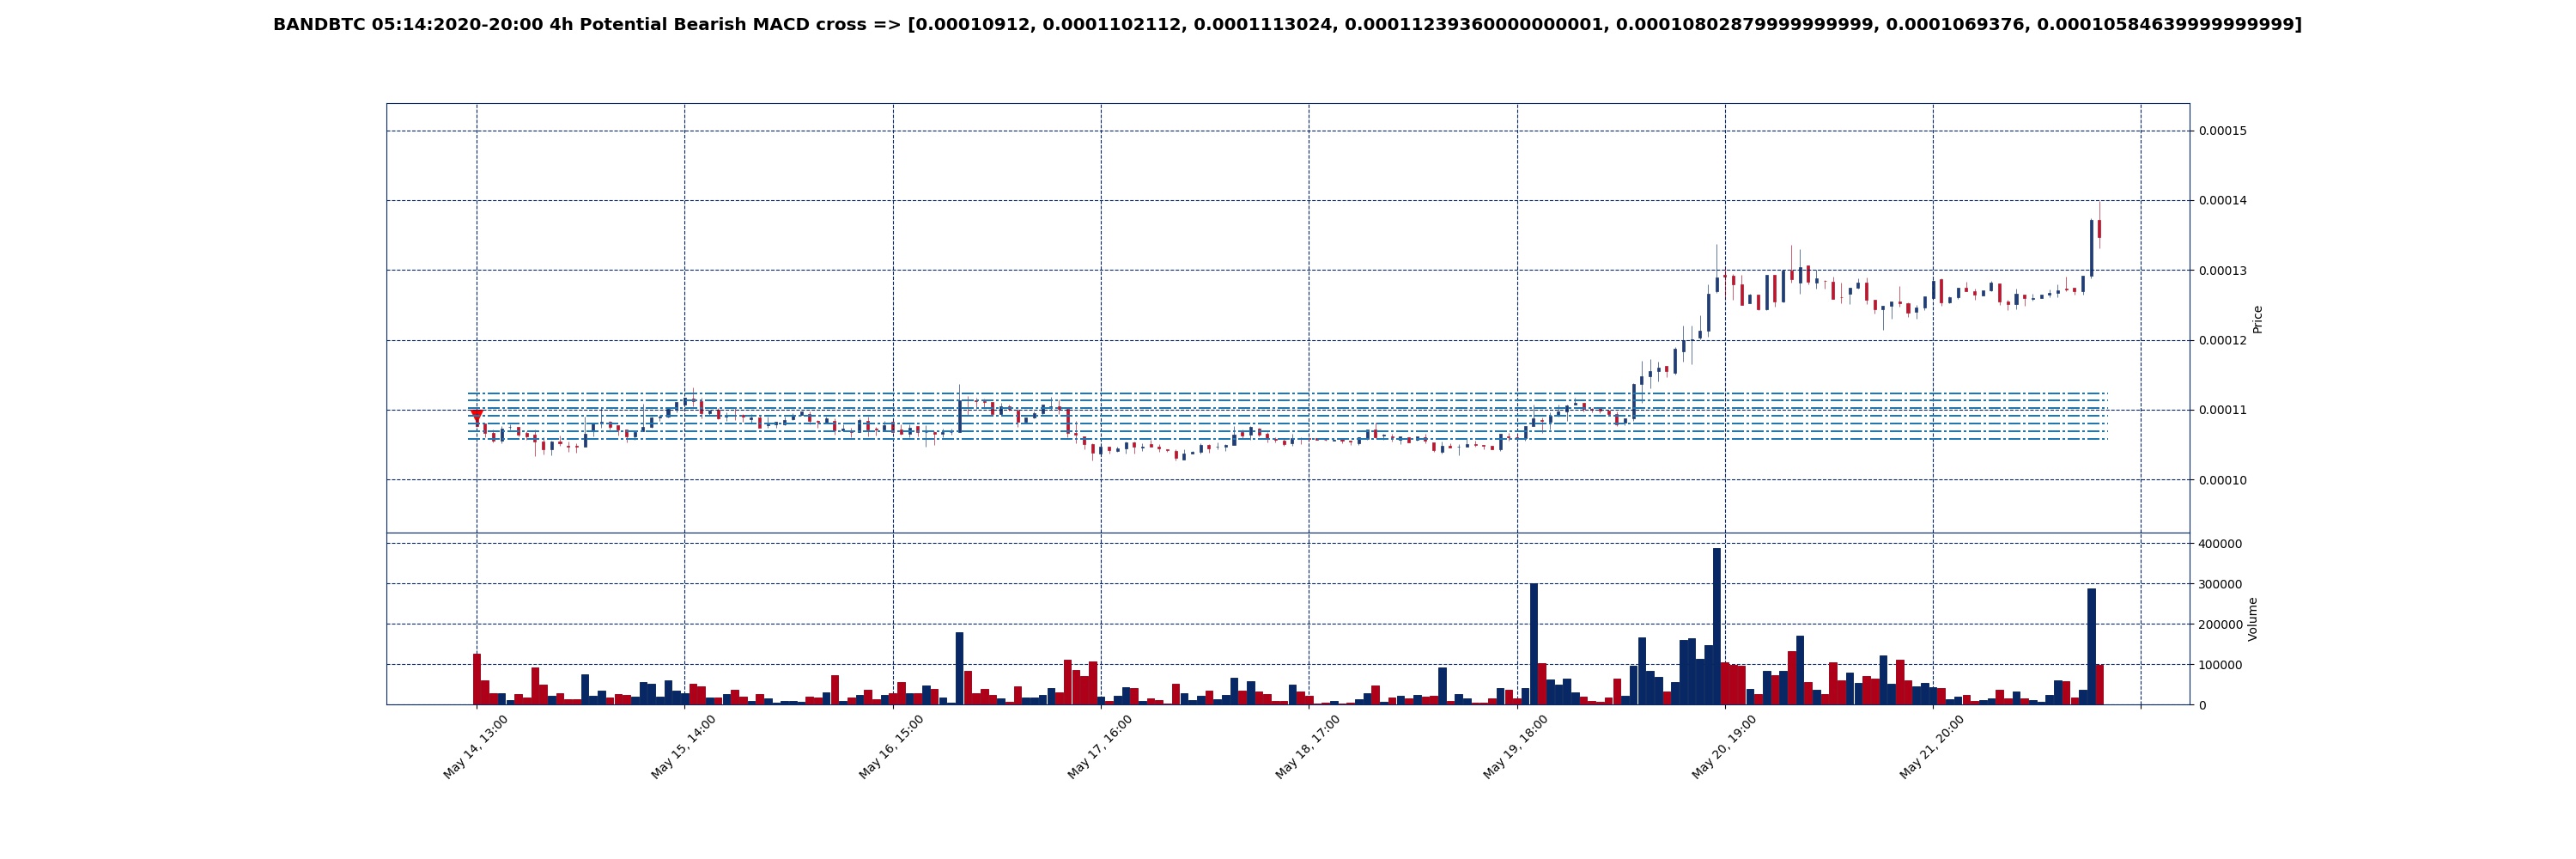 BANDBTC 05:14:2020-20:00 4h Potential Bearish MACD cross => [0.00010912, 0.0001102112, 0.0001113024, 0.00011239360000000001, 0.00010802879999999999, 0.0001069376, 0.00010584639999999999]
0.00015
0.00014
0.00013
0.00012
0.00011
0.00010
Price
400000
300000
200000
100000
0
Volume
May 14, 13:00
May 15, 14:00
May 16, 15:00
May 17, 16:00
May 18, 17:00
May 19, 18:00
May 20, 19:00
May 21, 20:00